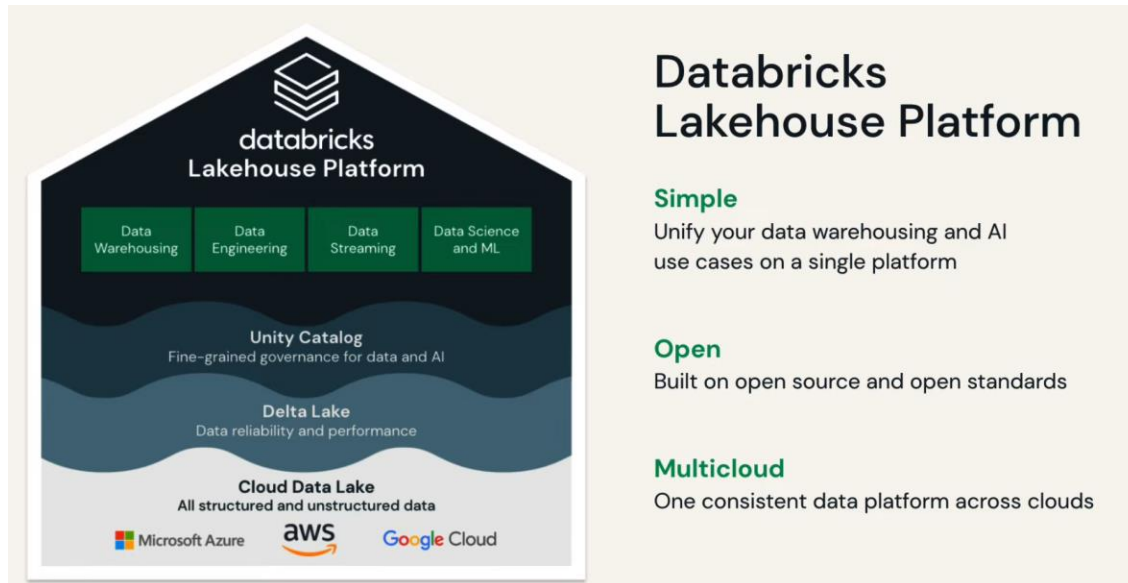 databricks
Lakehouse Platform
Data
Warehousing
Data
Engineering
Data
Streaming
Data Science
and ML
Unity Catalog
Fine-grained governance for data and AI
Delta Lake
Data reliability and performance
Cloud Data Lake
All structured and unstructured data
Microsoft Azure
aws
Google Cloud
Databricks
Lakehouse Platform
Simple
Unify your data warehousing and AI
use cases on a single platform
Open
Built on open source and open standards
Multicloud
One consistent data platform across clouds